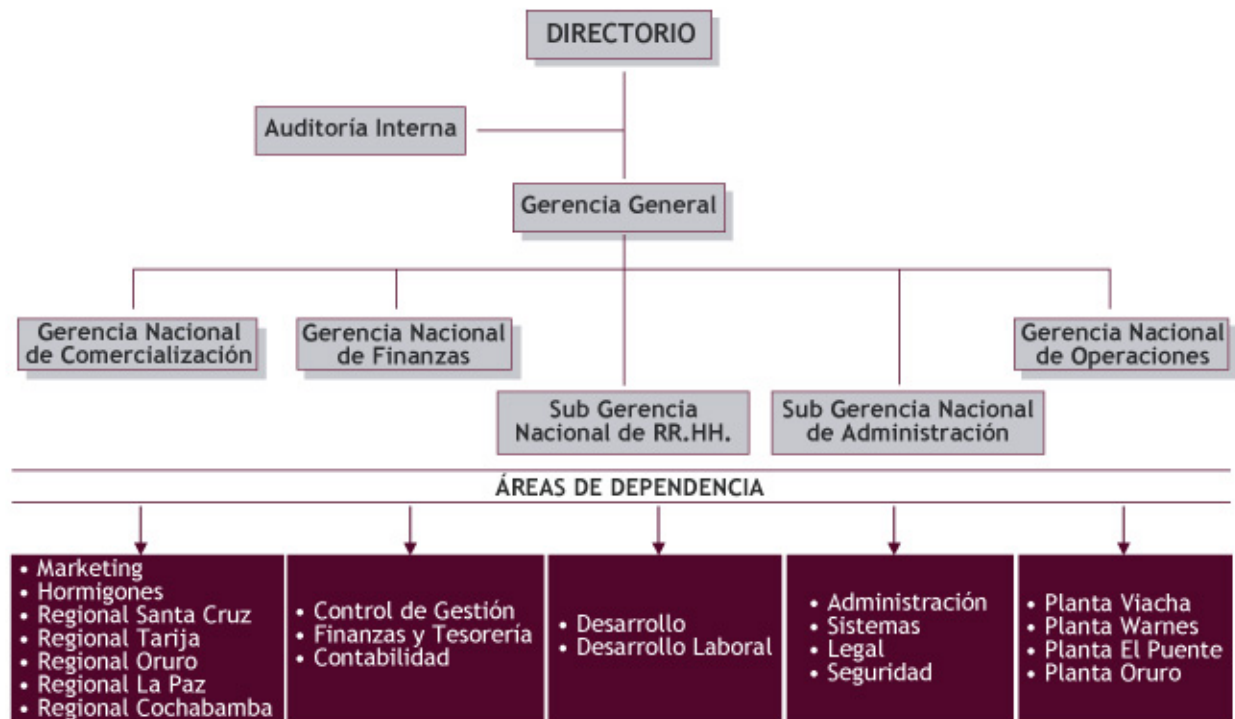 DIRECTORIO
Auditoría Interna
Gerencia General
Gerencia Nacional
de Comercialización
Gerencia Nacional
de Finanzas
Gerencia Nacional
de Operaciones
Sub Gerencia
Nacional de RR.HH.
Sub Gerencia Nacional
de Administración
ÁREAS DE DEPENDENCIA
• Marketing
• Hormigones
• Regional Santa Cruz
• Regional Tarija
• Regional Oruro
• Regional La Paz
• Regional Cochabamba
• Control de Gestión
• Finanzas y Tesorería
• Contabilidad
• Desarrollo
• Desarrollo Laboral
• Administración
• Sistemas
• Legal
• Seguridad
• Planta Viacha
• Planta Warnes
• Planta El Puente
• Planta Oruro